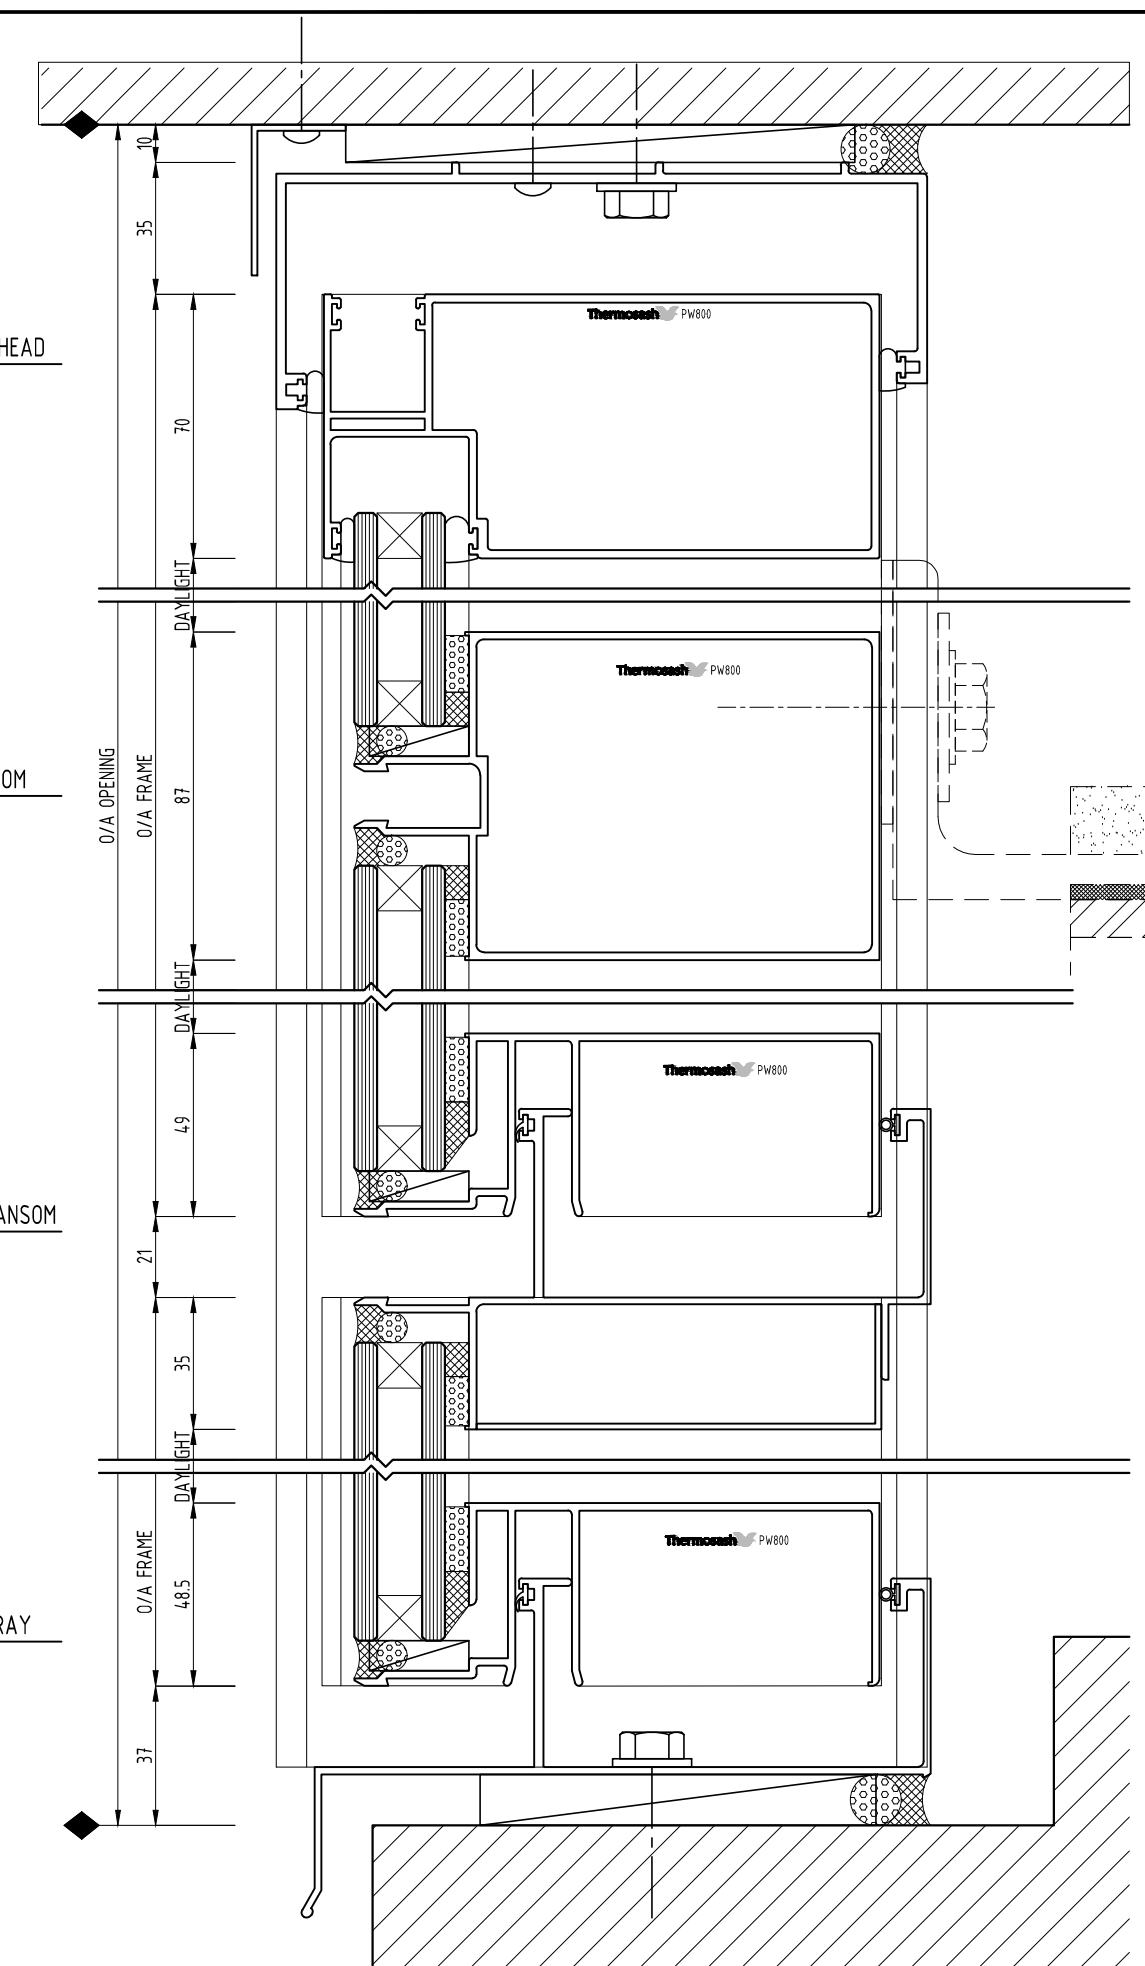 10
35
Thermosash PW800
HEAD
70
DAYLIGHT
Thermosash PW800
OM
O/A OPENING
O/A FRAME
87
DAYLIGHT
Thermosash PW800
49
ANSOM
21
35
DAYLIGHT
Thermosash PW800
O/A FRAME
48.5
RAY
37